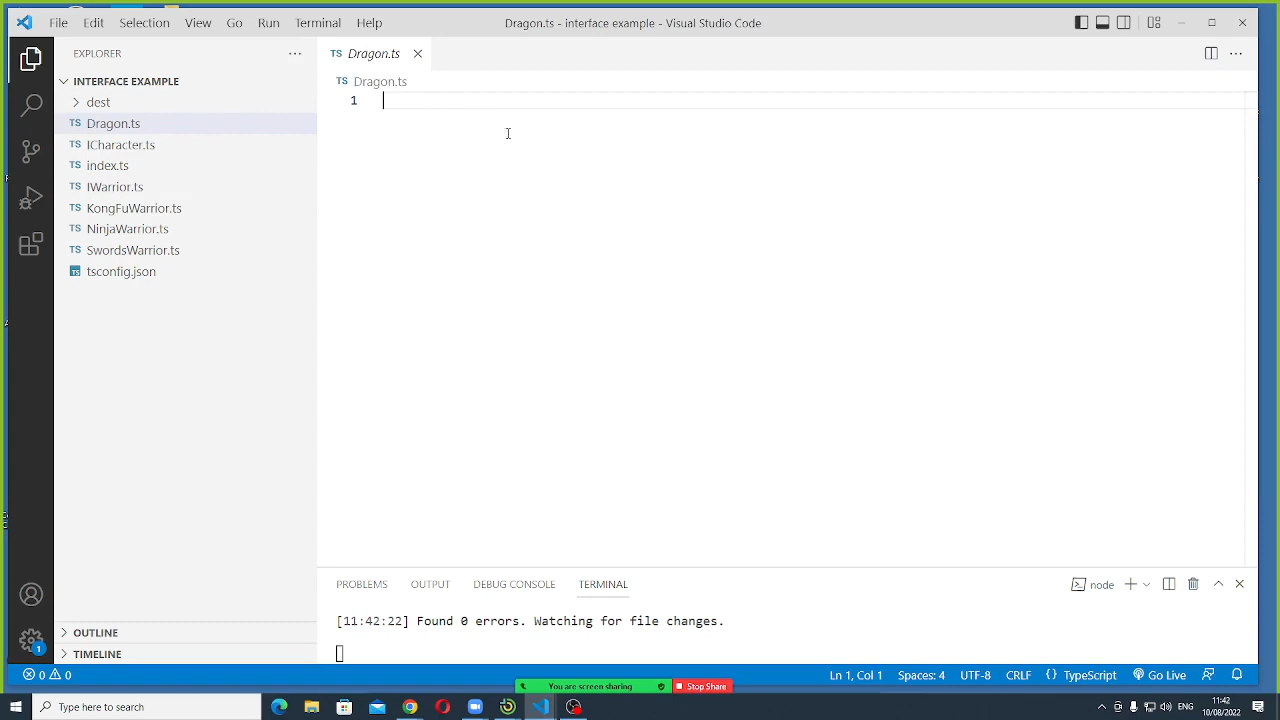 File Edit Selection View Go Run Terminal Help Dragon.ts - interface example - Visual Studio Code
EXPLORER
TS Dragon.ts
INTERFACE EXAMPLE
TS Dragon.ts
1
dest
TS Dragon.ts
TS ICharacter.ts
TS index.ts
TS IWarrior.ts
TS KongFuWarrior.ts
TS NinjaWarrior.ts
TS SwordsWarrior.ts
TS tsconfig.json
OUTLINE
TIMELINE
1
PROBLEMS OUTPUT DEBUG CONSOLE TERMINAL node
[11:42:22] Found 0 errors. Watching for file changes.
0 0 Ln 1, Col 1 Spaces: 4 UTF-8 CRLF {} TypeScript Go Live
You are screen sharing Stop Share
Type here to search ENG 11:42
10/08/2022